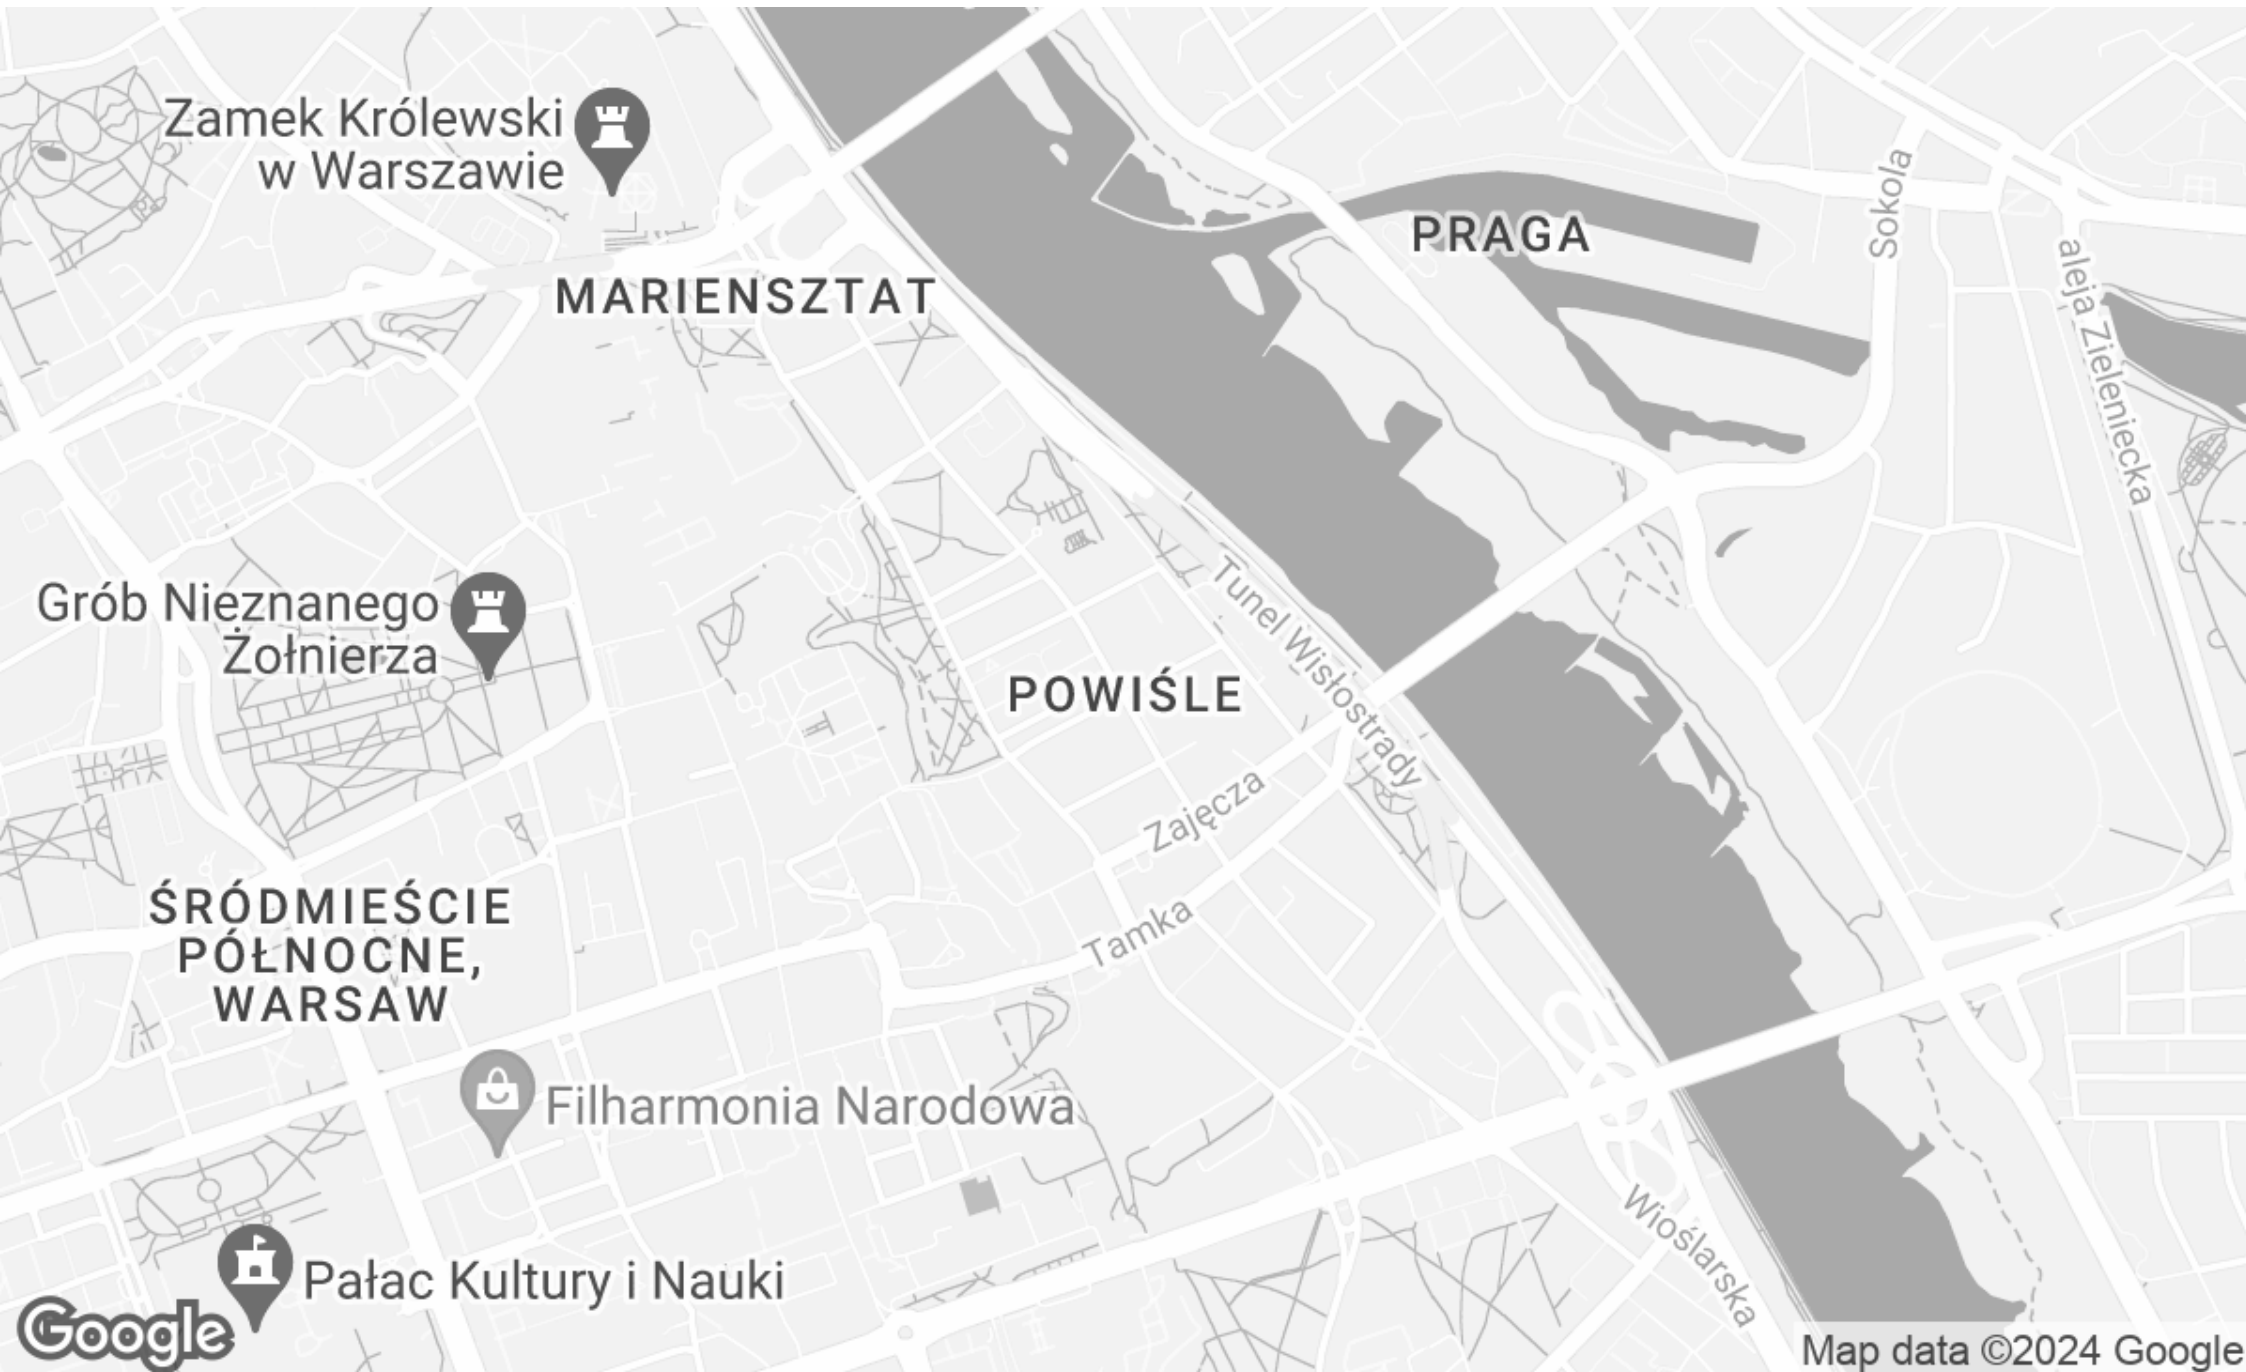 Zamek Królewski
w Warszawie
PRAGA
Sokola
aleja Zieleniecka
MARIENSZTAT
Grób Nieznanego
Żołnierza
Tunel Wisłostrady
POWIŚLE
Zajęcza
ŚRÓDMIEŚCIE
PÓŁNOCNE,
WARSAW
Tamka
Filharmonia Narodowa
Wioślarska
Pałac Kultury i Nauki
Google
Map data ©2024 Google